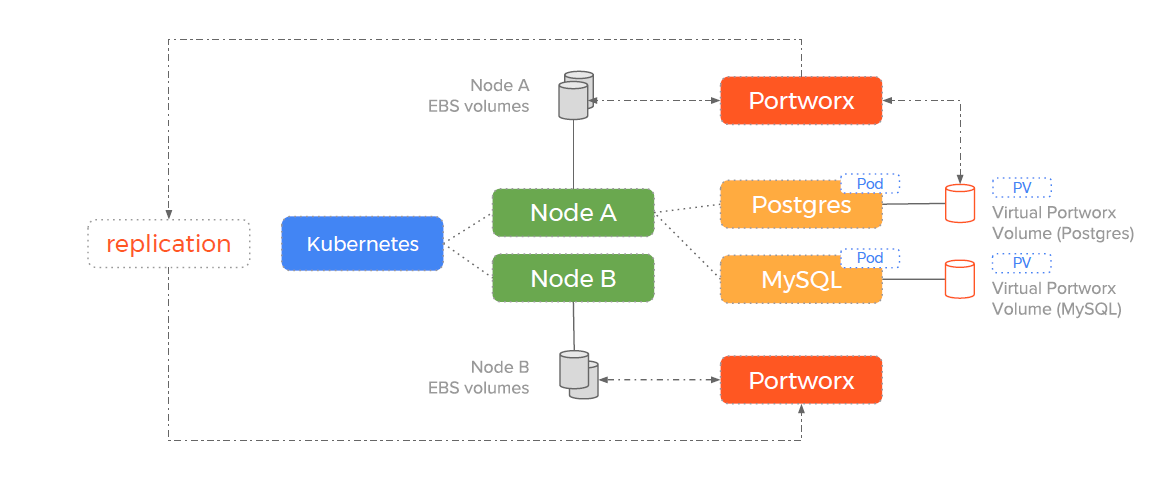 Node A
EBS volumes
Portworx
Pod
Postgres
PV
Virtual Portworx
Volume (Postgres)
replication
Kubernetes
Node A
Node B
Pod
MySQL
PV
Virtual Portworx
Volume (MySQL)
Node B
EBS volumes
Portworx